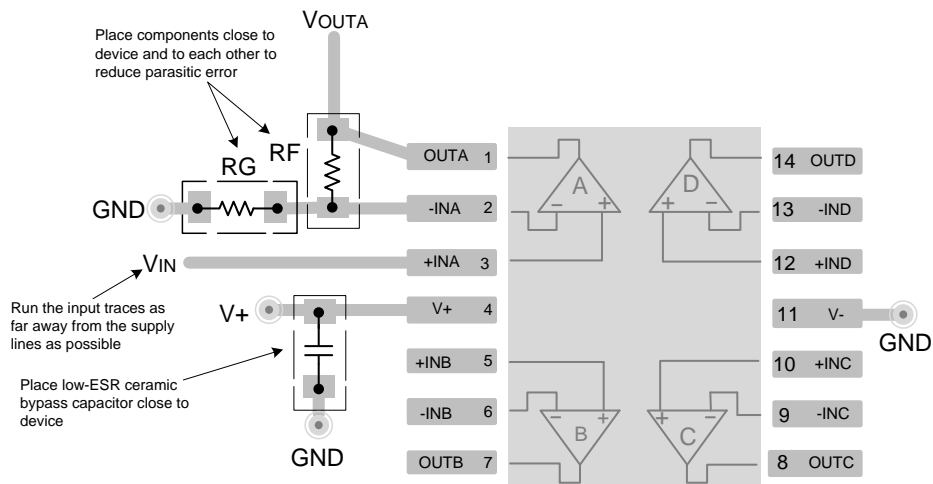 VOUTA
Place components close to
device and to each other to
reduce parasitic error
RF
RG
OUTA 1
GND
-INA 2
VIN
+INA 3
Run the input traces as
far away from the supply
lines as possible
V+
V+ 4
Place low-ESR ceramic
bypass capacitor close to
device
+INB 5
-INB 6
GND
OUTB 7
A
D
− +
+ −
B
C
− +
+ −
14 OUTD
13 -IND
12 +IND
11 V-
GND
10 +INC
9 -INC
8 OUTC